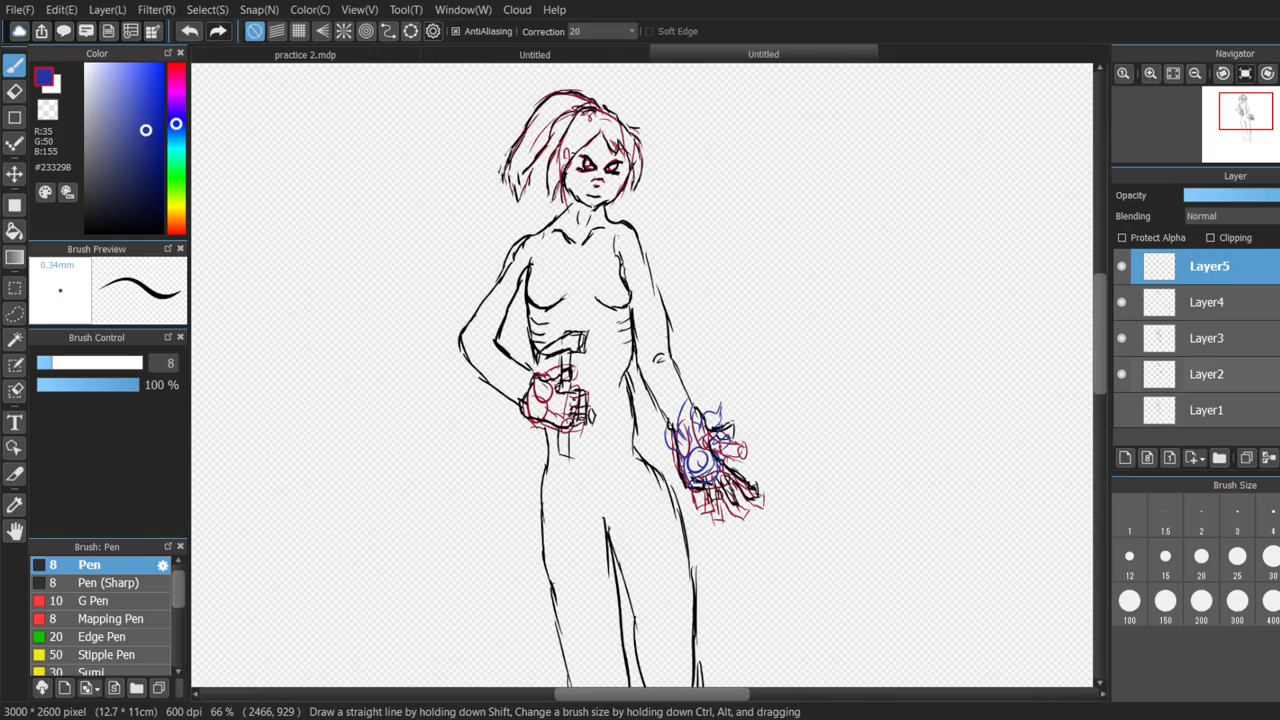 File(F) Edit(E) Layer(L) Filter(R) Select(S) Snap(N) Color(C) View(V) Tool(T) Window(W) Cloud Help
AntiAliasing Correction 20 Soft Edge
Color
practice 2.mdp Untitled Untitled
Navigator
R:35
G:50
B:155
#23329B
Layer
Opacity
Blending Normal
Protect Alpha Clipping
Brush Preview
0.34mm
Layer5
Layer4
Brush Control
Layer3
8
100 %
Layer2
Layer1
T
Brush Size
1 1.5 2 3 4
12 15 20 25 30
100 150 200 300 400
Brush: Pen
8 Pen
8 Pen (Sharp)
10 G Pen
8 Mapping Pen
20 Edge Pen
50 Stipple Pen
30 Sumi
3000 * 2600 pixel (12.7 * 11cm) 600 dpi 66 % ( 2466, 929 ) Draw a straight line by holding down Shift, Change a brush size by holding down Ctrl, Alt, and dragging